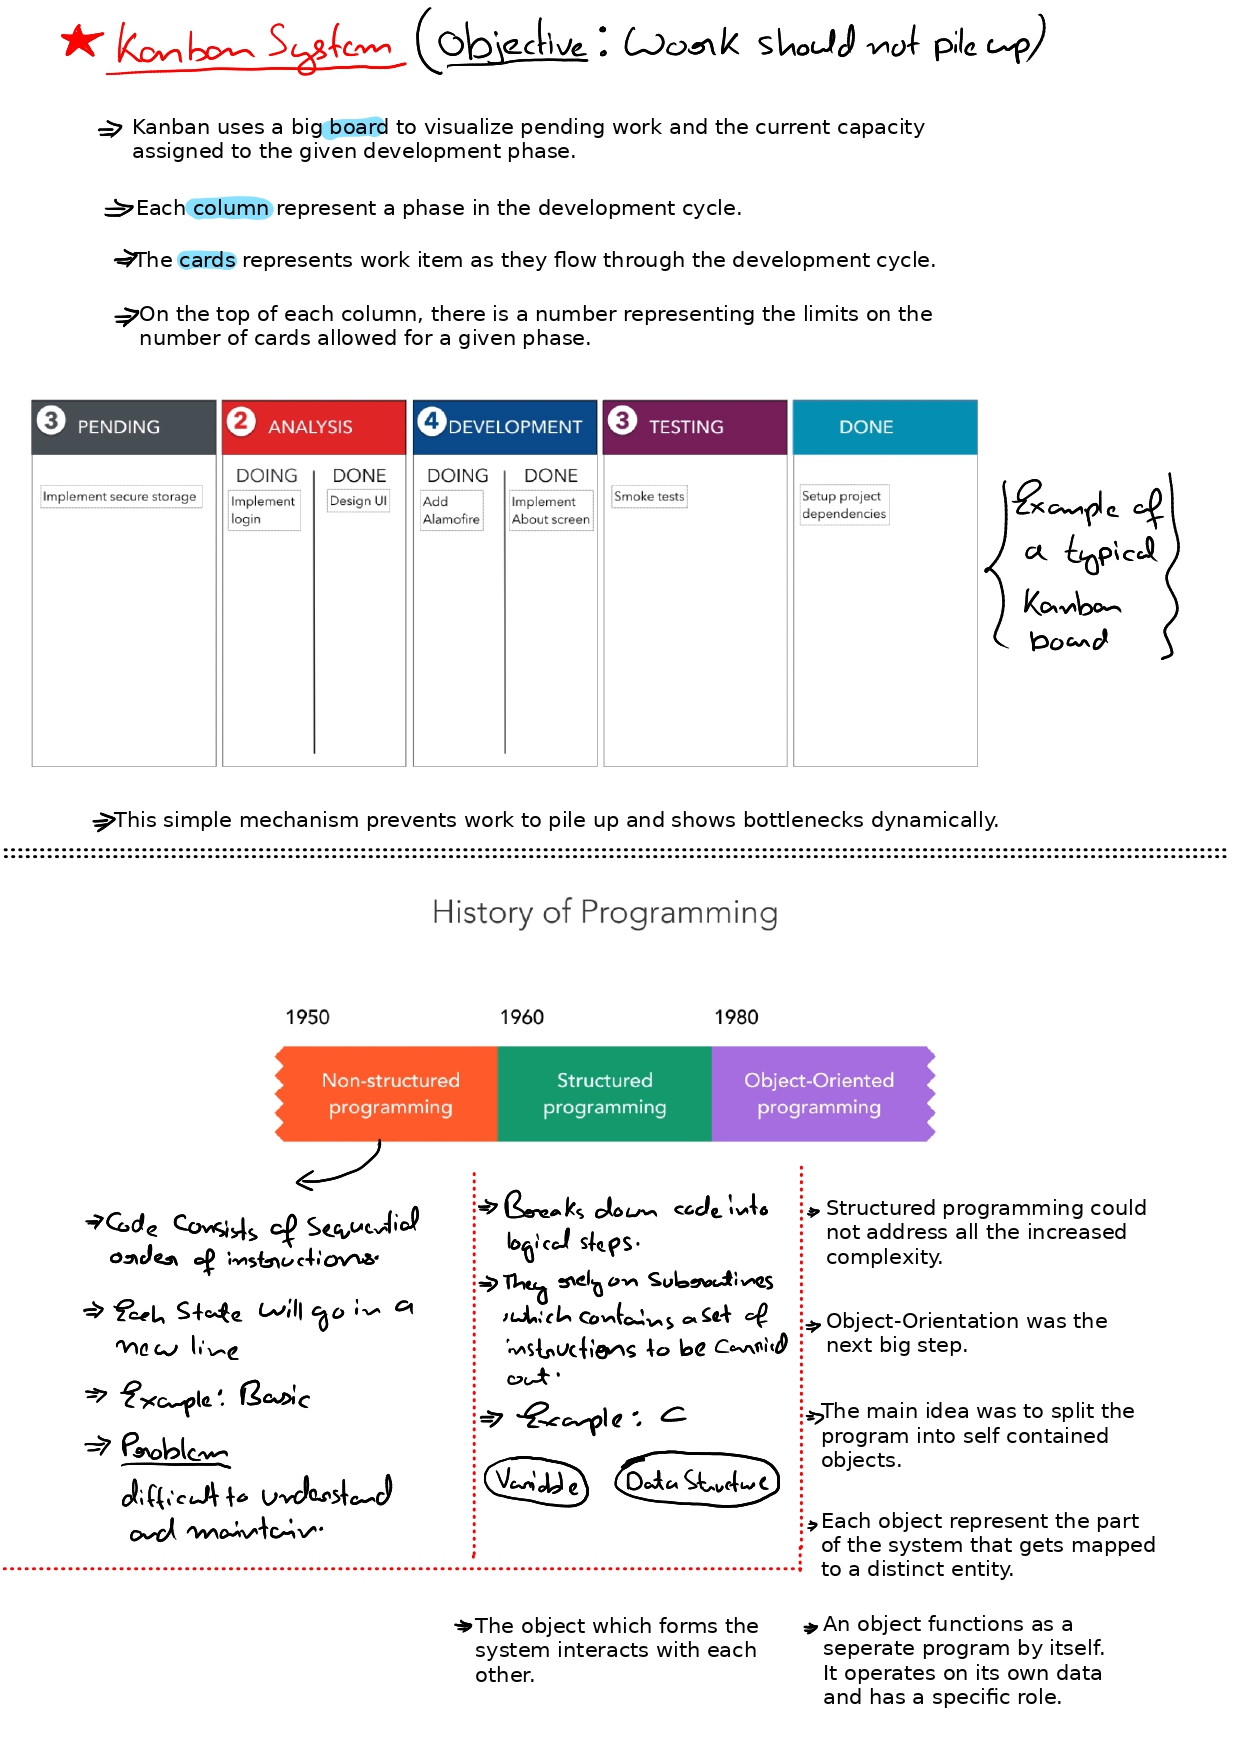 Kanban System (Objective: Work should not pile up)
Kanban uses a big board to visualize pending work and the current capacity
assigned to the given development phase.
Each column represent a phase in the development cycle.
The cards represents work item as they flow through the development cycle.
On the top of each column, there is a number representing the limits on the
number of cards allowed for a given phase.
3 PENDING
Implement secure storage
2 ANALYSIS
DOING
Implement
login
DONE
Design UI
4 DEVELOPMENT
DOING
Add
Alamofire
DONE
Implement
About screen
3 TESTING
Smoke tests
DONE
Setup project
dependencies
Example of
a typical
Kanban
board
This simple mechanism prevents work to pile up and shows bottlenecks dynamically.
History of Programming
1950
1960
1980
Non-structured
programming
Structured
programming
Object-Oriented
programming
Code Consists of Sequential
order of instructions.
Each State will go in a
new line
Example: Basic
Problem
difficult to understand
and maintain.
Breaks down code into
logical steps.
They rely on Subroutines
, which contains a set of
instructions to be Carried
out.
Example: C
Variable
Data Structure
Structured programming could
not address all the increased
complexity.
Object-Orientation was the
next big step.
The main idea was to split the
program into self contained
objects.
Each object represent the part
of the system that gets mapped
to a distinct entity.
The object which forms the
system interacts with each
other.
An object functions as a
seperate program by itself.
It operates on its own data
and has a specific role.